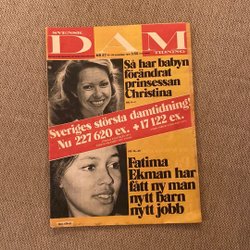 SVENSK
DAM
TIDNING
Så har babyn
förändrat
prinsessan
Christina
Sveriges största damtidning!
Nu 227 620 ex. + 17 122 ex.
Fatima
Ekman har
fått ny man
nytt barn
nytt jobb